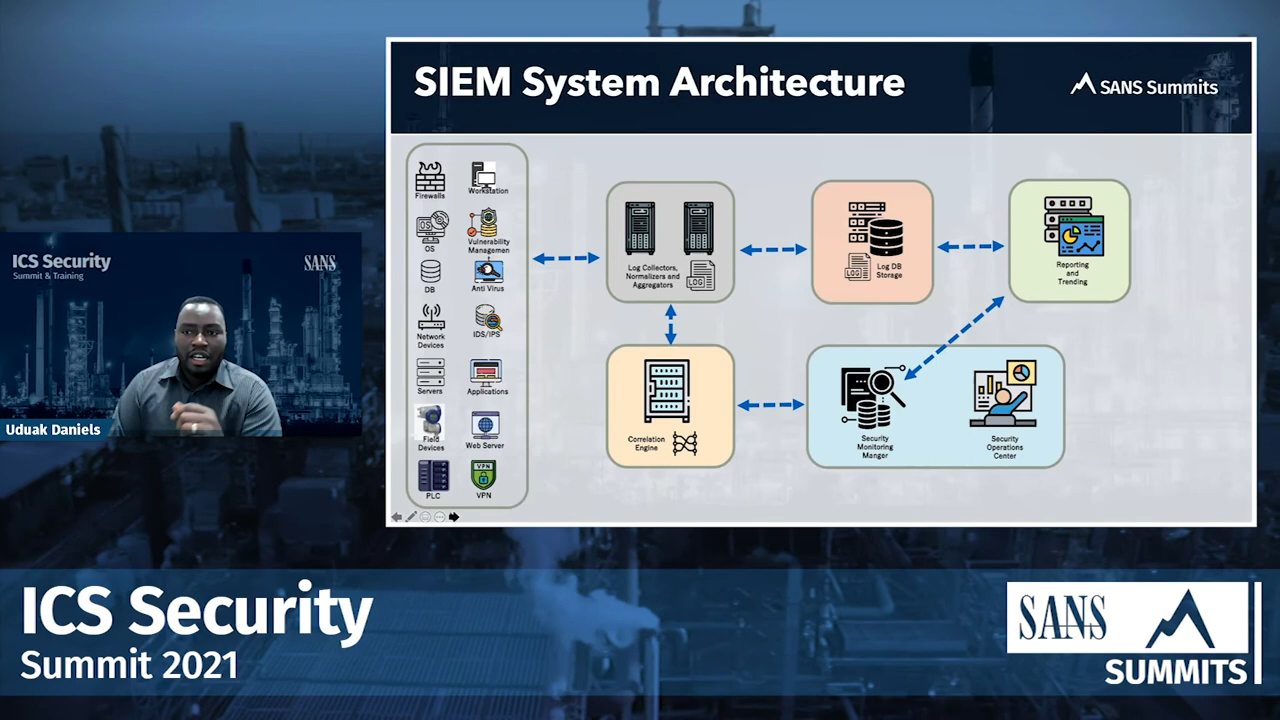 SIEM System Architecture
SANS Summits
Firewalls
Workstation
OS
OS
Vulnerability
Managemen
DB
Anti Virus
Network
Devices
IDS/IPS
Servers
Applications
Field
Devices
Web Server
PLC
VPN
VPN
Log Collectors,
Normalizers and
Aggregators
LOG
LOG
Log DB
Storage
Reporting
and
Trending
Correlation
Engine
Security
Monitoring
Manger
Security
Operations
Center
ICS Security
Summit & Training
SANS
Uduak Daniels
ICS Security
Summit 2021
SANS
SUMMITS